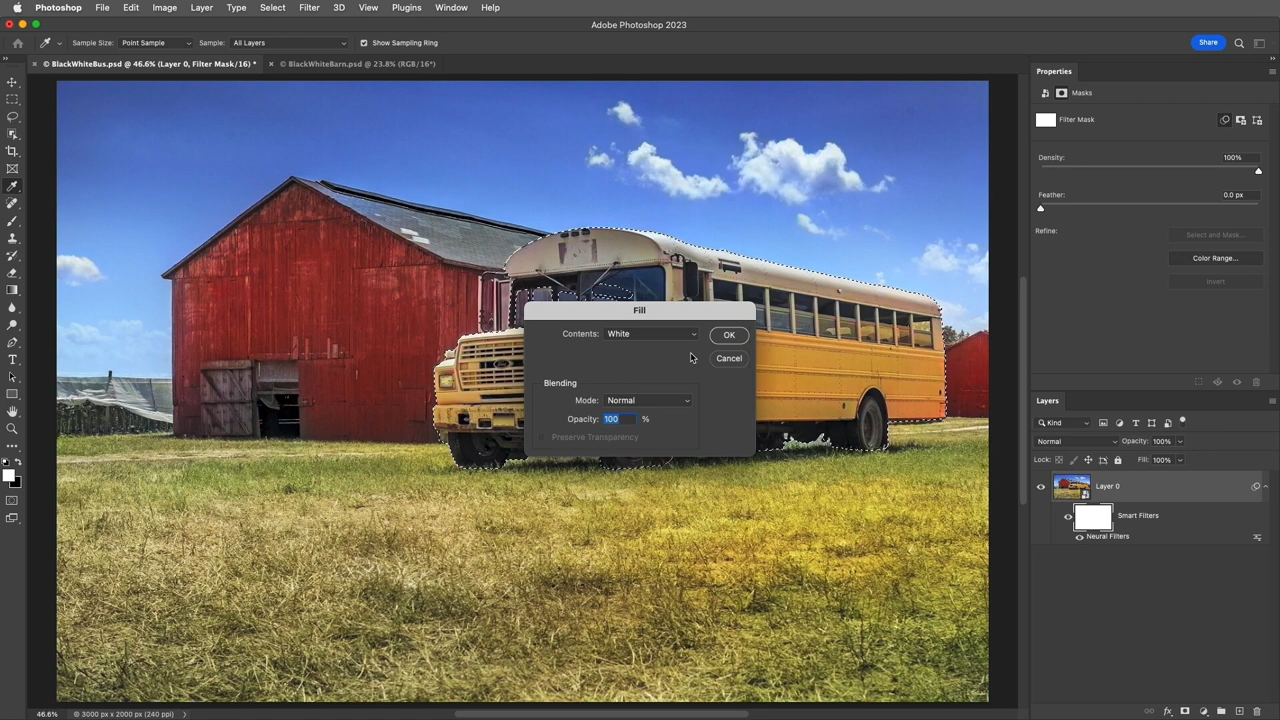 Photoshop File Edit Image Layer Type Select Filter 3D View Plugins Window Help
Adobe Photoshop 2023
Sample Size: Point Sample Sample: All Layers Show Sampling Ring Share
© BlackWhiteBus.psd @ 46.6% (Layer 0, Filter Mask/16) * © BlackWhiteBarn.psd @ 23.8% (RGB/16*)
Properties
Masks
Filter Mask
Density: 100%
Feather: 0.0 px
Refine: Select and Mask...
Color Range...
Invert
Fill
Contents: White OK
Cancel
Blending
Mode: Normal
Opacity: 100 %
Preserve Transparency
Layers
Kind
Normal Opacity: 100%
Lock: Fill: 100%
Layer 0
Smart Filters
Neural Filters
46.6% 3000 px x 2000 px (240 ppi)